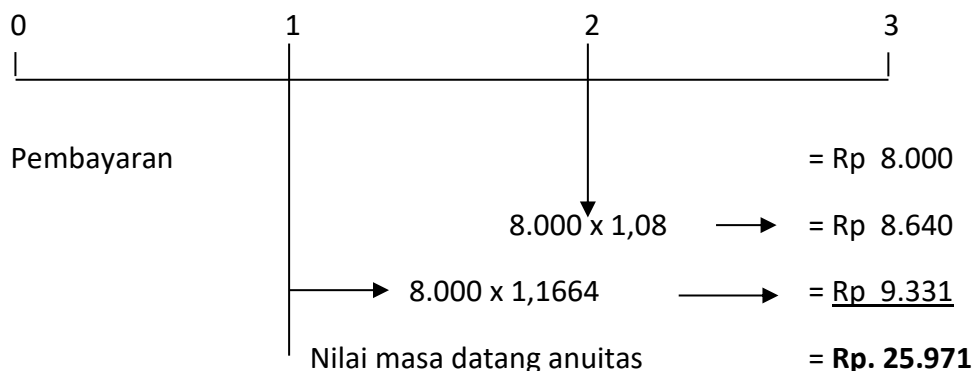 0 1 2 3
Pembayaran = Rp 8.000
8.000 x 1,08 = Rp 8.640
8.000 x 1,1664 = Rp 9.331
Nilai masa datang anuitas = Rp. 25.971